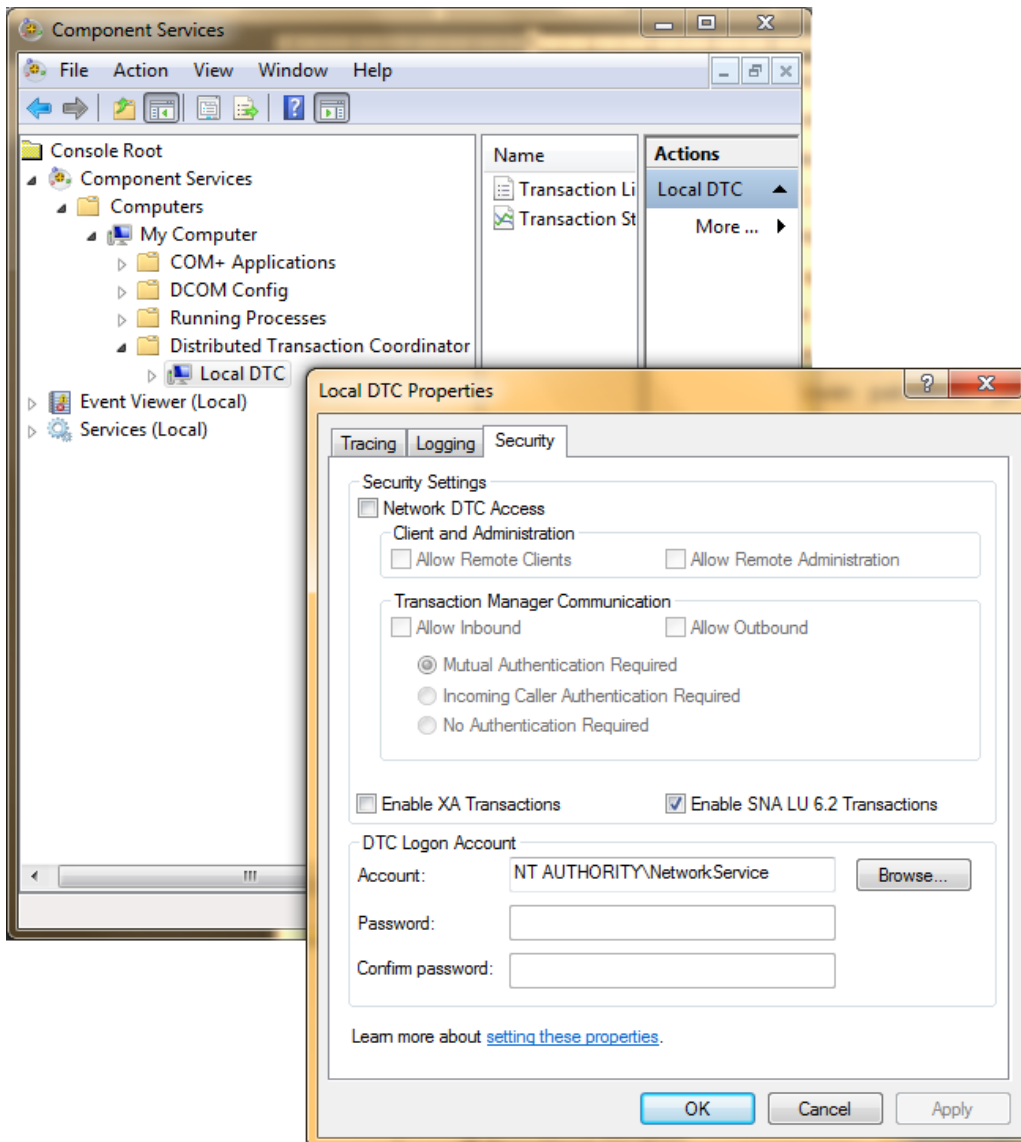 Component Services
File Action View Window Help
Console Root
Component Services
Computers
My Computer
COM+ Applications
DCOM Config
Running Processes
Distributed Transaction Coordinator
Local DTC
Event Viewer (Local)
Services (Local)
Name
Transaction Li
Transaction St
Actions
Local DTC
More ...
Local DTC Properties
Tracing Logging Security
Security Settings
Network DTC Access
Client and Administration
Allow Remote Clients Allow Remote Administration
Transaction Manager Communication
Allow Inbound Allow Outbound
Mutual Authentication Required
Incoming Caller Authentication Required
No Authentication Required
Enable XA Transactions Enable SNA LU 6.2 Transactions
DTC Logon Account
Account: NT AUTHORITY\NetworkService Browse...
Password:
Confirm password:
Learn more about setting these properties.
OK Cancel Apply